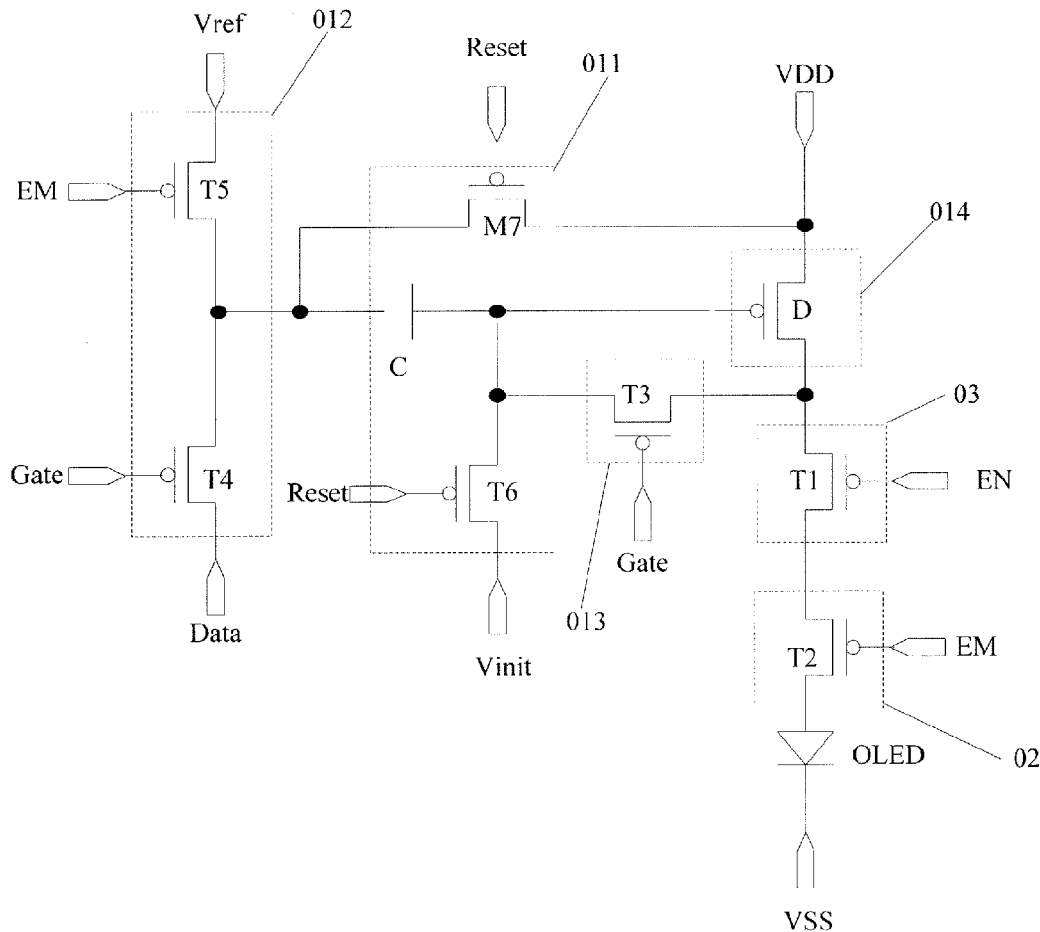 Vref
012
Reset
011
VDD
EM
T5
M7
014
D
C
T3
03
Gate
T4
Reset
T6
T1
EN
Gate
013
Data
Vinit
T2
EM
OLED
02
VSS